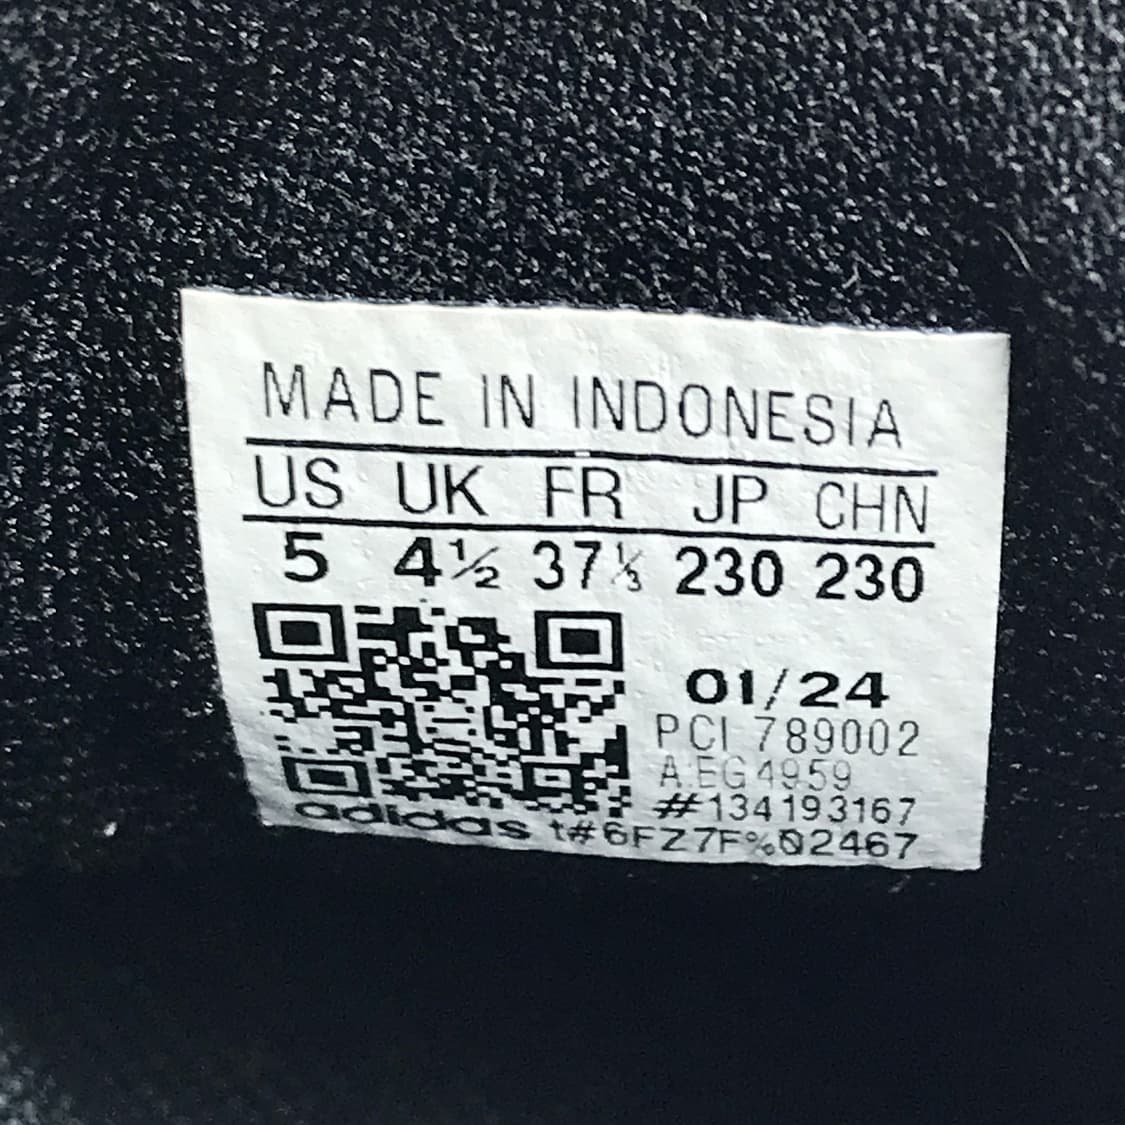 MADE IN INDONESIA
US UK FR JP CHN
5 4½ 37⅓ 230 230
01/24
PCI 789002
A:EG4959
#134193167
adidas t#6FZ7F%02467